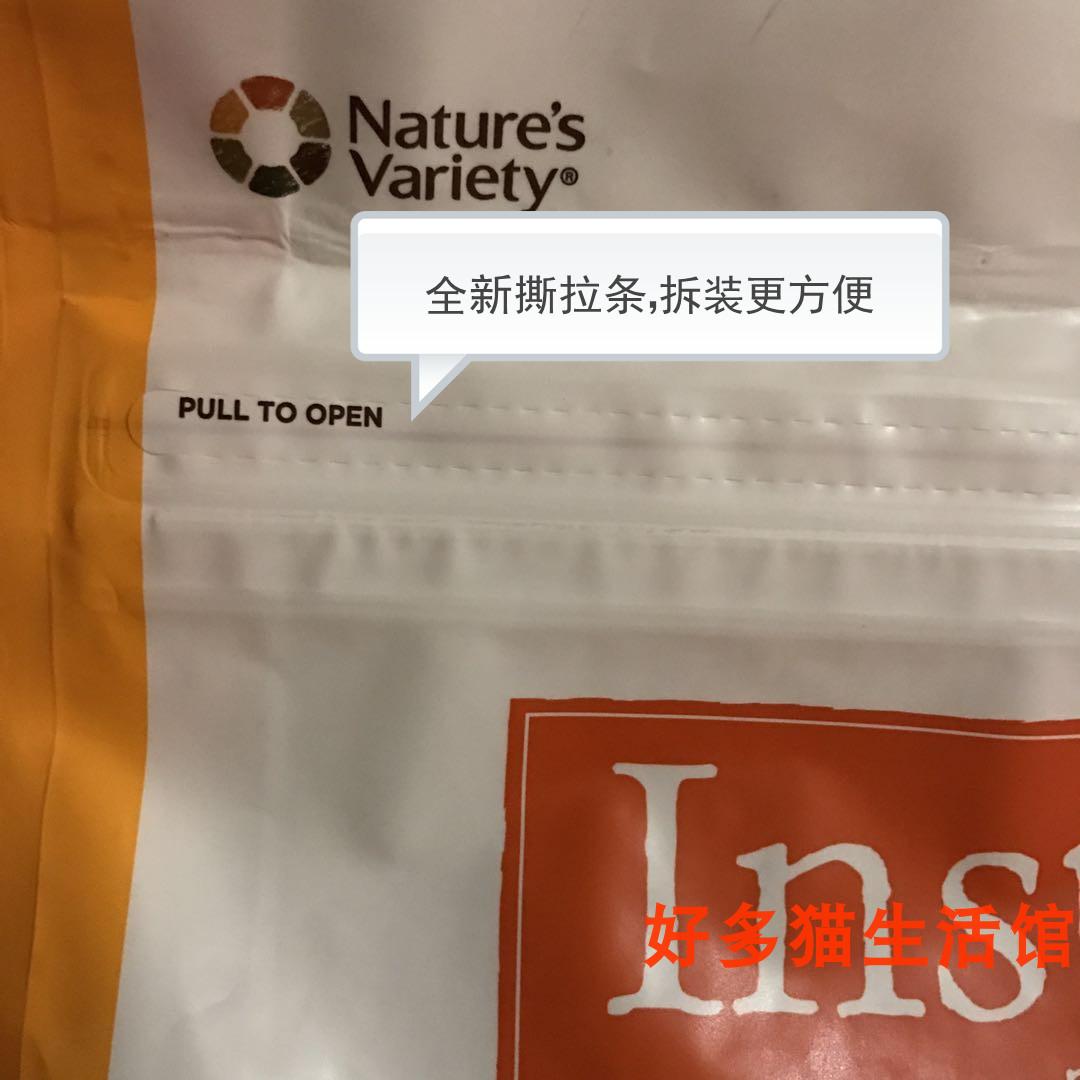 Nature's
Variety®
全新撕拉条,拆装更方便
PULL TO OPEN
Ins
好多猫生活馆